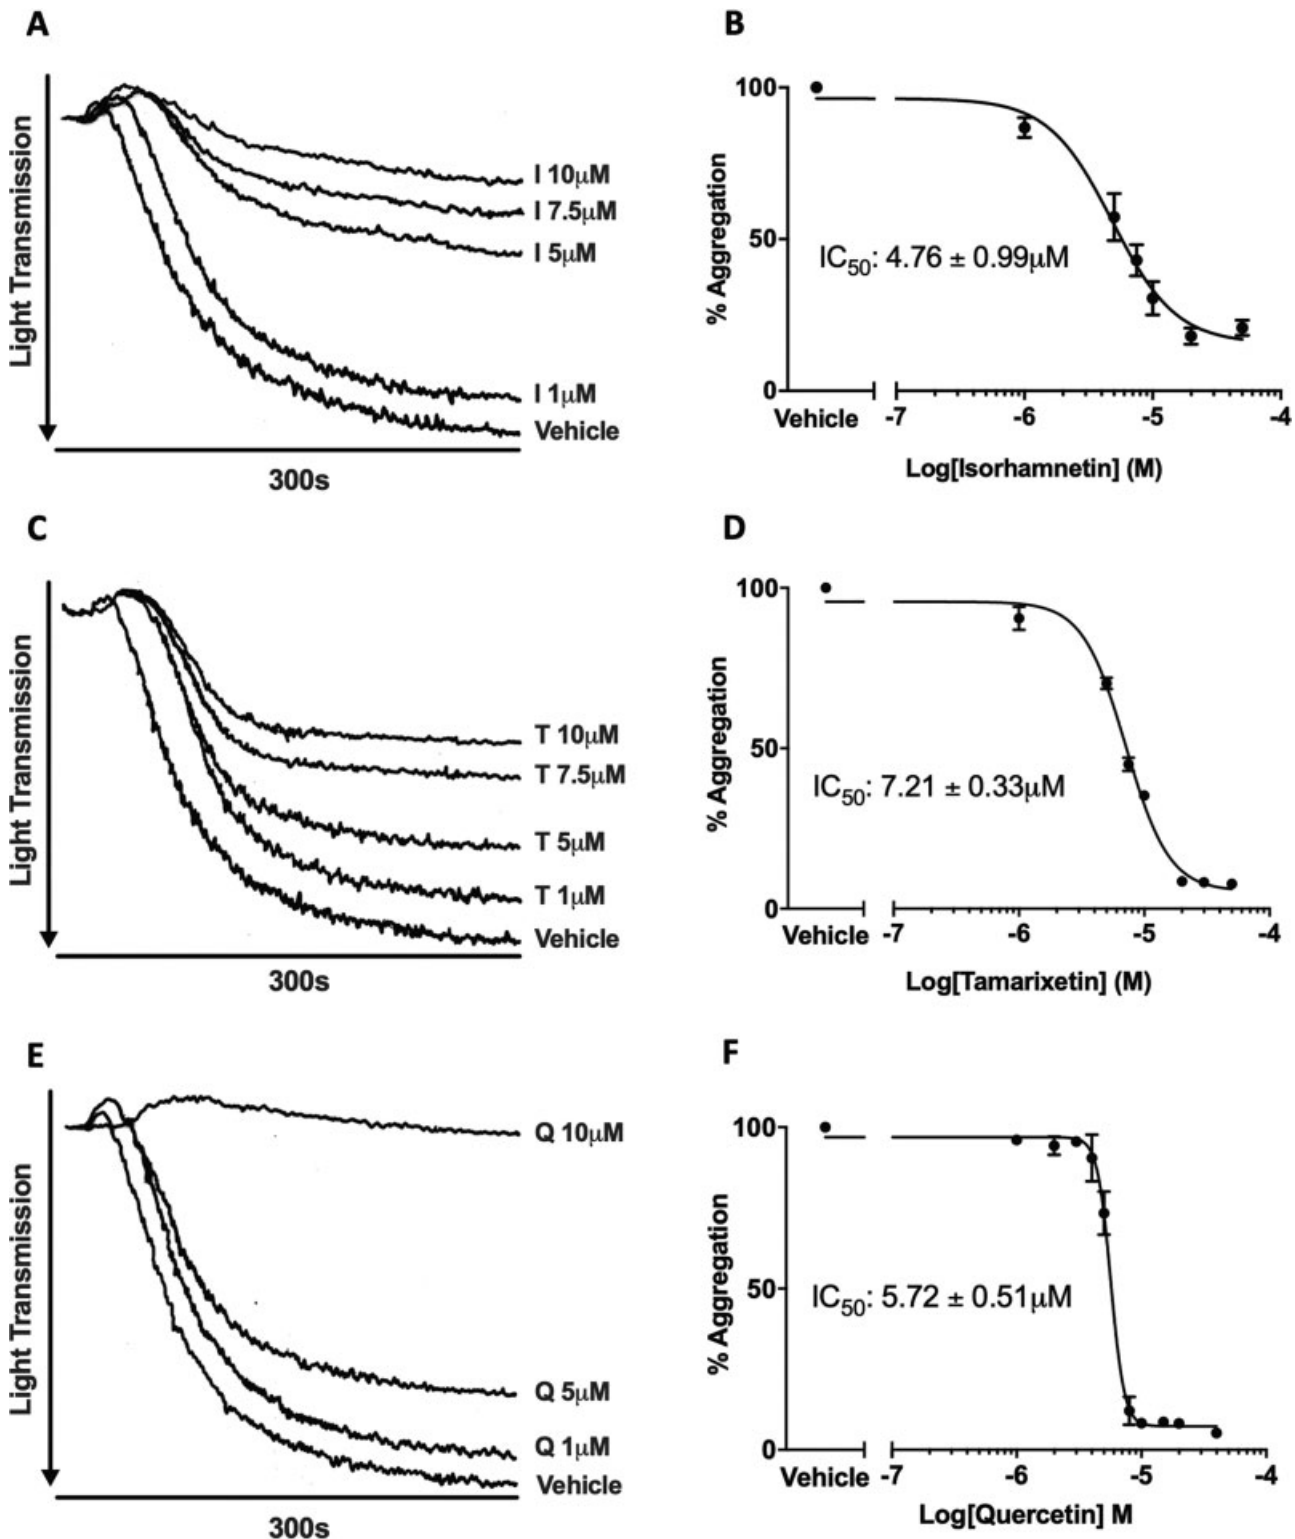 A
Light Transmission
I 10μM
I 7.5μM
I 5μM
I 1μM
Vehicle
300s
B
% Aggregation
100
50
0
IC50: 4.76 ± 0.99μM
Vehicle
-7
-6
-5
-4
Log[Isorhamnetin] (M)
C
Light Transmission
T 10μM
T 7.5μM
T 5μM
T 1μM
Vehicle
300s
D
% Aggregation
100
50
0
IC50: 7.21 ± 0.33μM
Vehicle
-7
-6
-5
-4
Log[Tamarixetin] (M)
E
Light Transmission
Q 10μM
Q 5μM
Q 1μM
Vehicle
300s
F
% Aggregation
100
50
0
IC50: 5.72 ± 0.51μM
Vehicle
-7
-6
-5
-4
Log[Quercetin] M